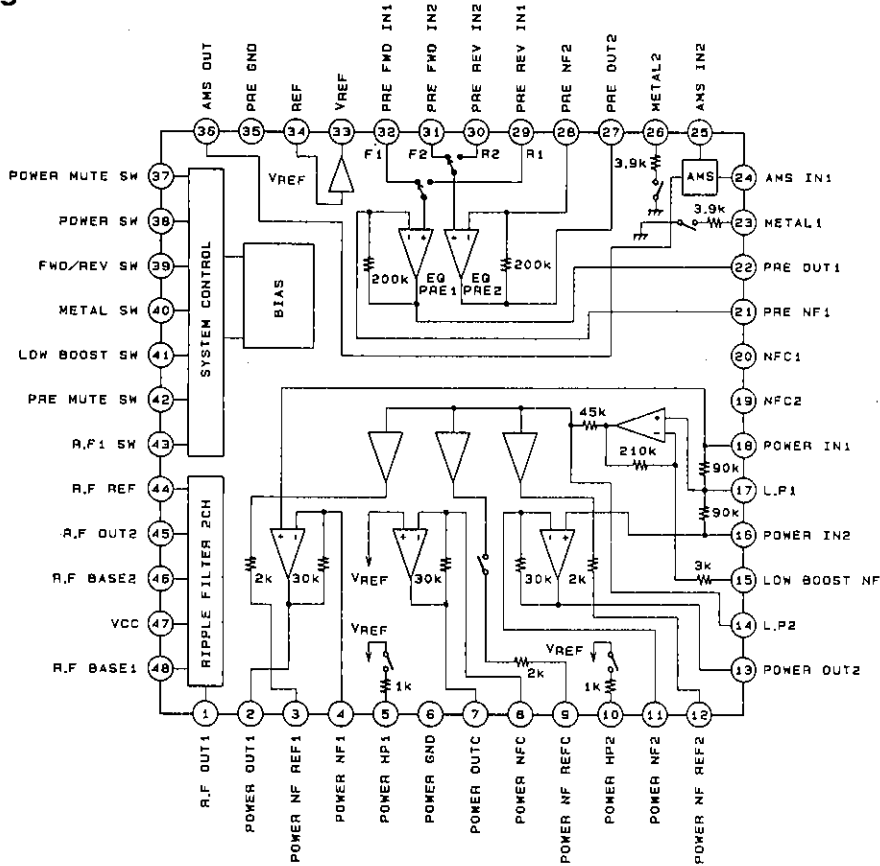 AMS OUT
PRE GND
REF
VREF
PRE FWD IN1
PRE FWD IN2
PRE REV IN2
PRE REV IN1
PRE NF2
PRE OUT2
METAL2
AMS IN2
36
35
34
33
32
31
30
29
28
27
26
25
POWER MUTE SW
37
POWER SW
38
FWD/REV SW
39
METAL SW
40
LOW BOOST SW
41
PRE MUTE SW
42
R.F1 SW
43
R.F REF
44
R.F OUT2
45
R.F BASE2
46
VCC
47
R.F BASE1
48
SYSTEM CONTROL
BIAS
RIPPLE FILTER 2CH
VREF
F1
F2
R2
R1
3.9k
AMS
3.9k
200k
EQ
PRE1
EQ
PRE2
200k
24
AMS IN1
23
METAL1
22
PRE OUT1
21
PRE NF1
20
NFC1
19
NFC2
18
POWER IN1
17
L.P1
16
POWER IN2
15
LOW BOOST NF
14
L.P2
13
POWER OUT2
45k
210k
90k
90k
3k
2k
30k
VREF
30k
30k
2k
VREF
1k
2k
VREF
1k
1
2
3
4
5
6
7
8
9
10
11
12
R.F OUT1
POWER OUT1
POWER NF REF1
POWER NF1
POWER HP1
POWER GND
POWER OUTC
POWER NFC
POWER NF REFC
POWER HP2
POWER NF2
POWER NF REF2